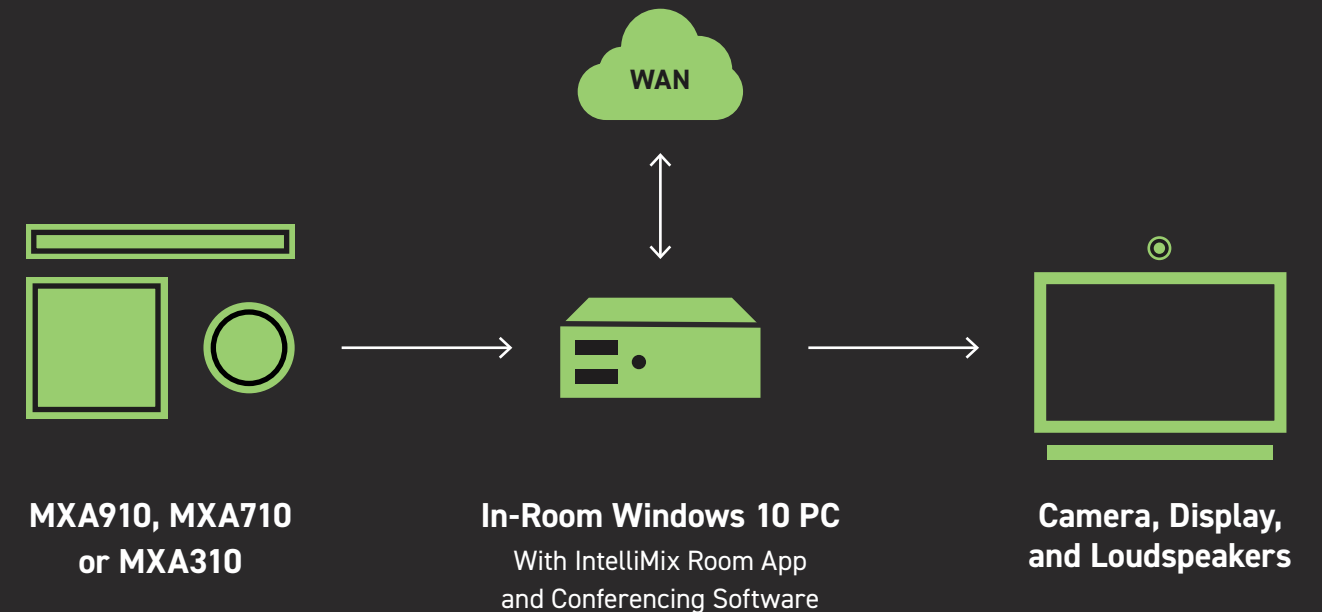 WAN
MXA910, MXA710
or MXA310
In-Room Windows 10 PC
With IntelliMix Room App
and Conferencing Software
Camera, Display,
and Loudspeakers